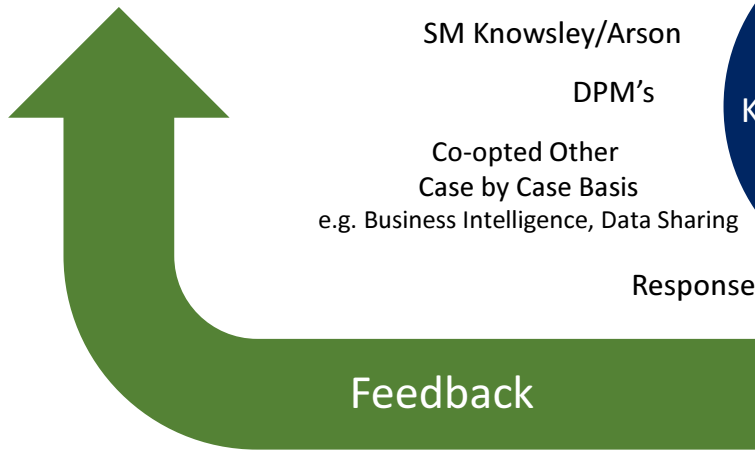 SM Knowsley/Arson
DPM's
K
Co-opted Other
Case by Case Basis
e.g. Business Intelligence, Data Sharing
Response
Feedback